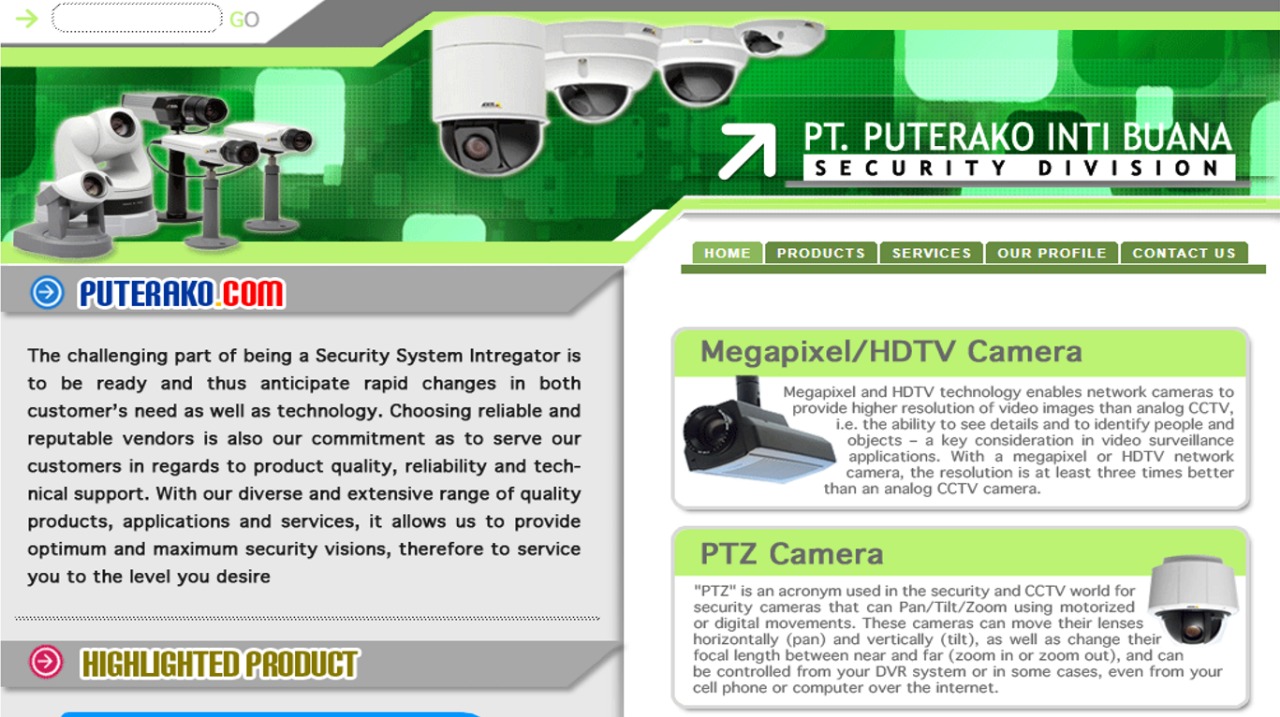 GO
PT. PUTERAKO INTI BUANA
SECURITY DIVISION
HOME PRODUCTS SERVICES OUR PROFILE CONTACT US
PUTERAKO.COM
The challenging part of being a Security System Intregator is
to be ready and thus anticipate rapid changes in both
customer's need as well as technology. Choosing reliable and
reputable vendors is also our commitment as to serve our
customers in regards to product quality, reliability and tech-
nical support. With our diverse and extensive range of quality
products, applications and services, it allows us to provide
optimum and maximum security visions, therefore to service
you to the level you desire
HIGHLIGHTED PRODUCT
Megapixel/HDTV Camera
Megapixel and HDTV technology enables network cameras to
provide higher resolution of video images than analog CCTV,
i.e. the ability to see details and to identify people and
objects – a key consideration in video surveillance
applications. With a megapixel or HDTV network
camera, the resolution is at least three times better
than an analog CCTV camera.
PTZ Camera
"PTZ" is an acronym used in the security and CCTV world for
security cameras that can Pan/Tilt/Zoom using motorized
or digital movements. These cameras can move their lenses
horizontally (pan) and vertically (tilt), as well as change their
focal length between near and far (zoom in or zoom out), and can
be controlled from your DVR system or in some cases, even from your
cell phone or computer over the internet.